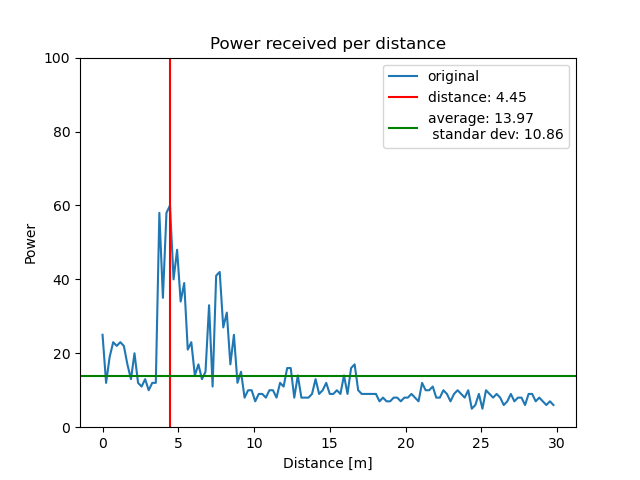 Power received per distance
original
distance: 4.45
average: 13.97
standar dev: 10.86
Power
100
80
60
40
20
0
0 5 10 15 20 25 30
Distance [m]